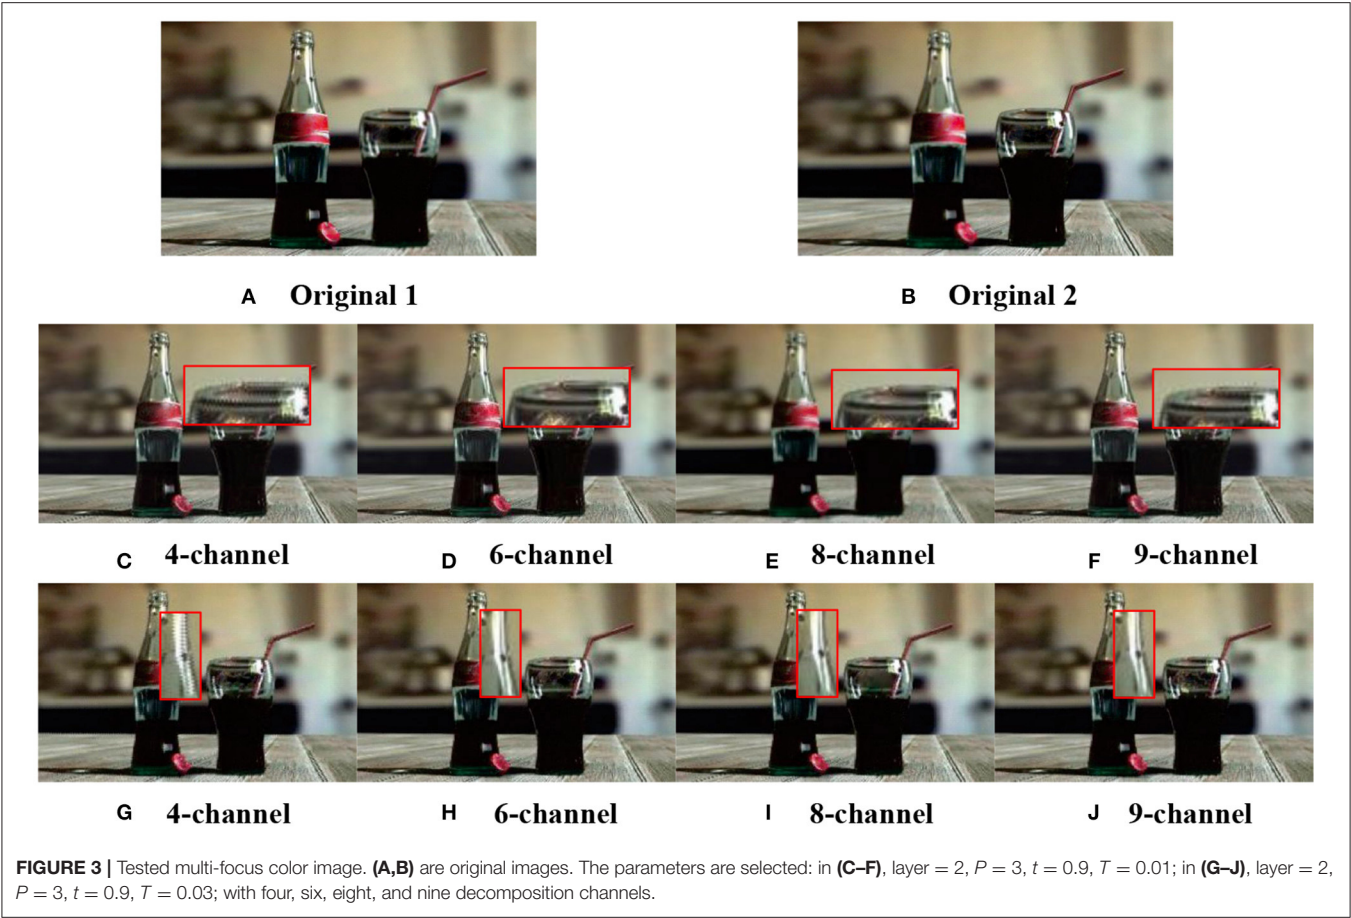 A Original 1
B Original 2
C 4-channel
D 6-channel
E 8-channel
F 9-channel
G 4-channel
H 6-channel
I 8-channel
J 9-channel
FIGURE 3 | Tested multi-focus color image. (A,B) are original images. The parameters are selected: in (C–F), layer = 2, P = 3, t = 0.9, T = 0.01; in (G–J), layer = 2,
P = 3, t = 0.9, T = 0.03; with four, six, eight, and nine decomposition channels.